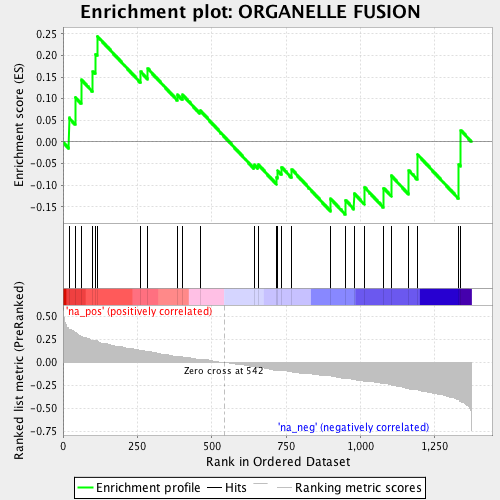 Enrichment plot: ORGANELLE FUSION
Enrichment score (ES)
0.25
0.20
0.15
0.10
0.05
0.00
-0.05
-0.10
-0.15
'na_pos' (positively correlated)
Ranked list metric (PreRanked)
0.50
0.25
0.00
-0.25
-0.50
-0.75
Zero cross at 542
'na_neg' (negatively correlated)
0 250 500 750 1,000 1,250
Rank in Ordered Dataset
Enrichment profile Hits Ranking metric scores